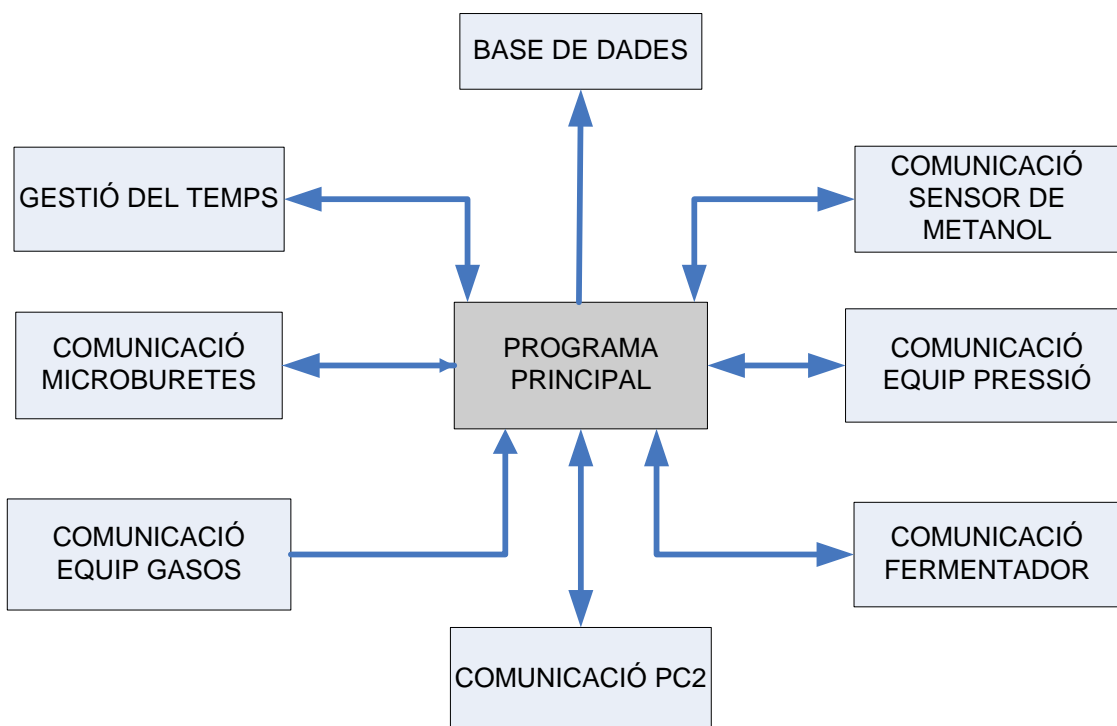 BASE DE DADES
GESTIÓ DEL TEMPS
COMUNICACIÓ
SENSOR DE
METANOL
COMUNICACIÓ
MICROBURETES
PROGRAMA
PRINCIPAL
COMUNICACIÓ
EQUIP PRESSIÓ
COMUNICACIÓ
EQUIP GASOS
COMUNICACIÓ
FERMENTADOR
COMUNICACIÓ PC2